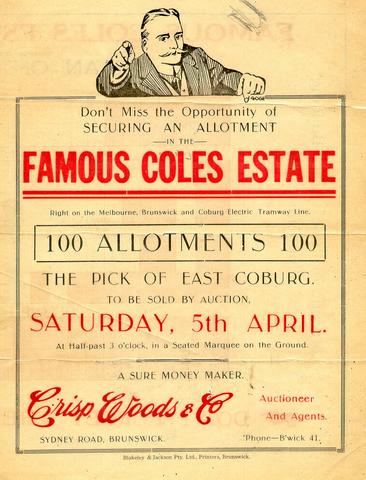 Don't Miss the Opportunity of
SECURING AN ALLOTMENT
—IN THE—
FAMOUS COLES ESTATE
Right on the Melbourne, Brunswick and Coburg Electric Tramway Line.
100 ALLOTMENTS 100
THE PICK OF EAST COBURG.
TO BE SOLD BY AUCTION,
SATURDAY, 5th APRIL.
At Half-past 3 o'clock, in a Seated Marquee on the Ground.
A SURE MONEY MAKER.
Crisp Woods & Co
Auctioneer
And Agents.
SYDNEY ROAD, BRUNSWICK.
'Phone—B'wick 41.
Blakeley & Jackson Pty. Ltd., Printers, Brunswick.